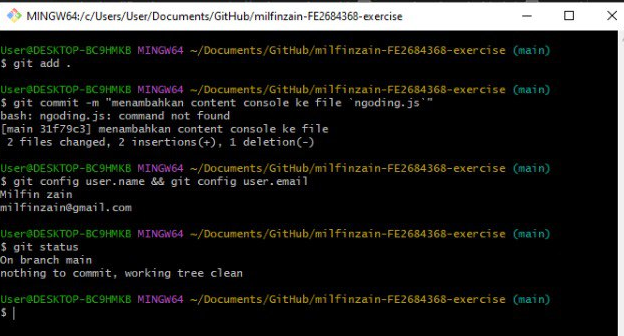 MINGW64:/c/Users/User/Documents/GitHub/milfinzain-FE2684368-exercise
User@DESKTOP-BC9HMKB MINGW64 ~/Documents/GitHub/milfinzain-FE2684368-exercise (main)
$ git add .
User@DESKTOP-BC9HMKB MINGW64 ~/Documents/GitHub/milfinzain-FE2684368-exercise (main)
$ git commit -m "menambahkan content console ke file `ngoding.js`"
bash: ngoding.js: command not found
[main 31f79c3] menambahkan content console ke file
 2 files changed, 2 insertions(+), 1 deletion(-)
User@DESKTOP-BC9HMKB MINGW64 ~/Documents/GitHub/milfinzain-FE2684368-exercise (main)
$ git config user.name && git config user.email
Milfin zain
milfinzain@gmail.com
User@DESKTOP-BC9HMKB MINGW64 ~/Documents/GitHub/milfinzain-FE2684368-exercise (main)
$ git status
On branch main
nothing to commit, working tree clean
User@DESKTOP-BC9HMKB MINGW64 ~/Documents/GitHub/milfinzain-FE2684368-exercise (main)
$